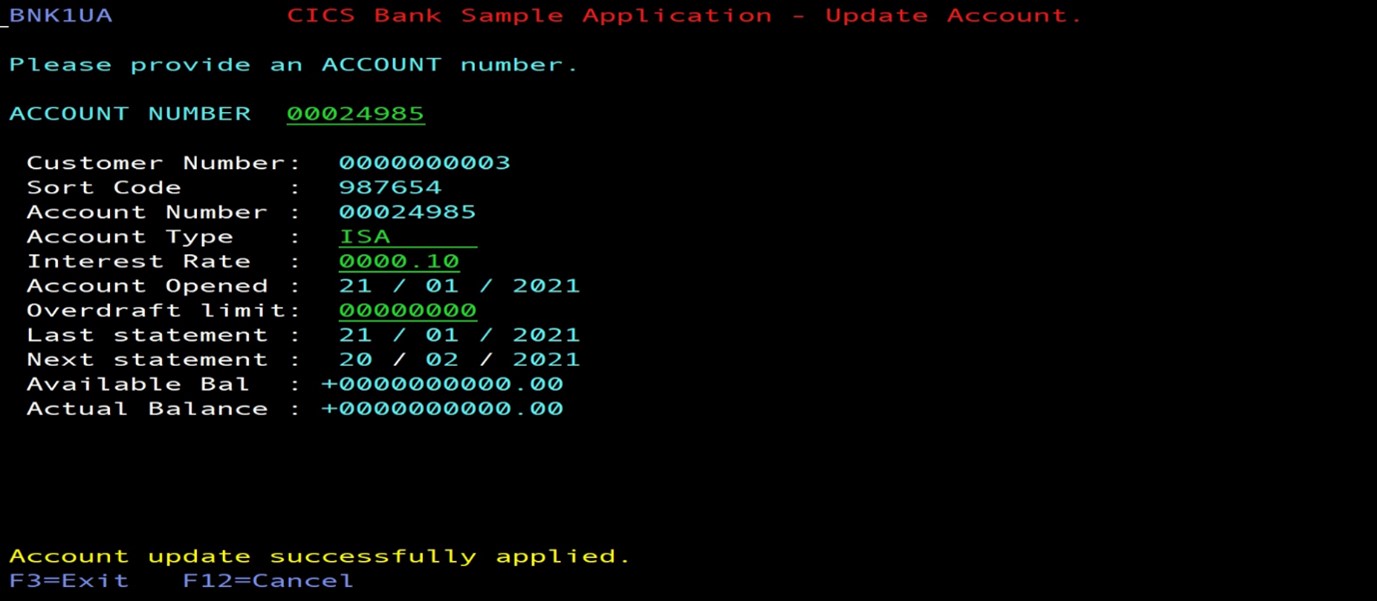 BNK1UA CICS Bank Sample Application - Update Account.
Please provide an ACCOUNT number.
ACCOUNT NUMBER 00024985
Customer Number: 0000000003
Sort Code : 987654
Account Number : 00024985
Account Type : ISA
Interest Rate : 0000.10
Account Opened : 21 / 01 / 2021
Overdraft limit: 00000000
Last statement : 21 / 01 / 2021
Next statement : 20 / 02 / 2021
Available Bal : +0000000000.00
Actual Balance : +0000000000.00
Account update successfully applied.
F3=Exit F12=Cancel